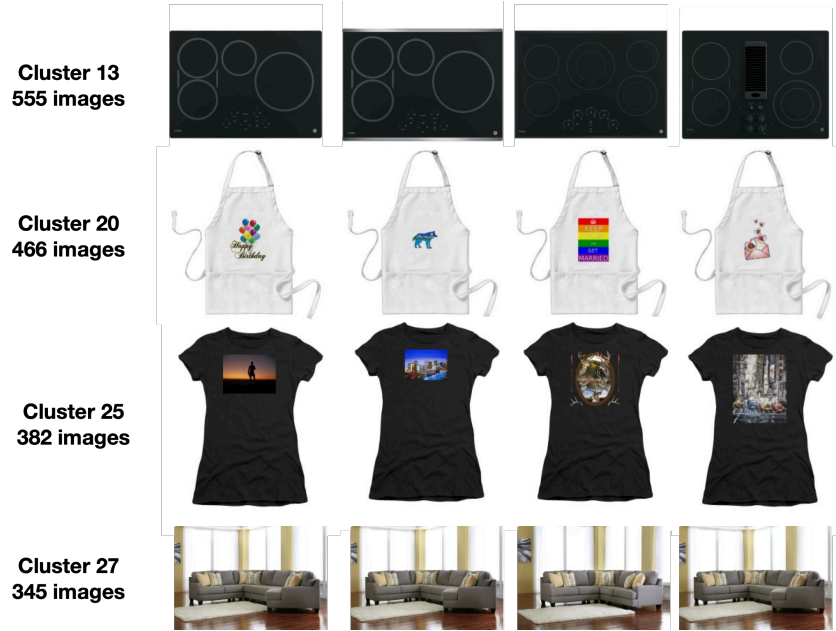 Cluster 13
555 images
Cluster 20
466 images
Happy
Birthday
KEEP
GET
MARRIED
Cluster 25
382 images
Cluster 27
345 images